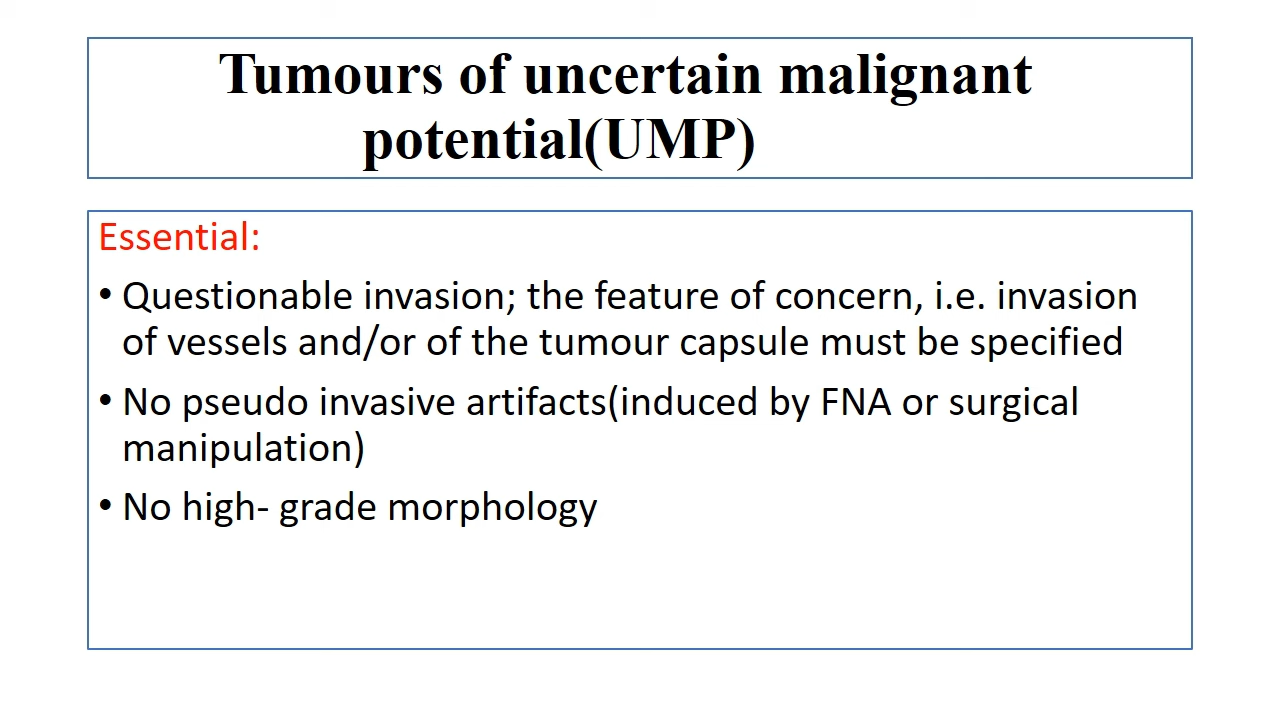 Tumours of uncertain malignant
potential(UMP)
Essential:
• Questionable invasion; the feature of concern, i.e. invasion
of vessels and/or of the tumour capsule must be specified
• No pseudo invasive artifacts(induced by FNA or surgical
manipulation)
• No high- grade morphology